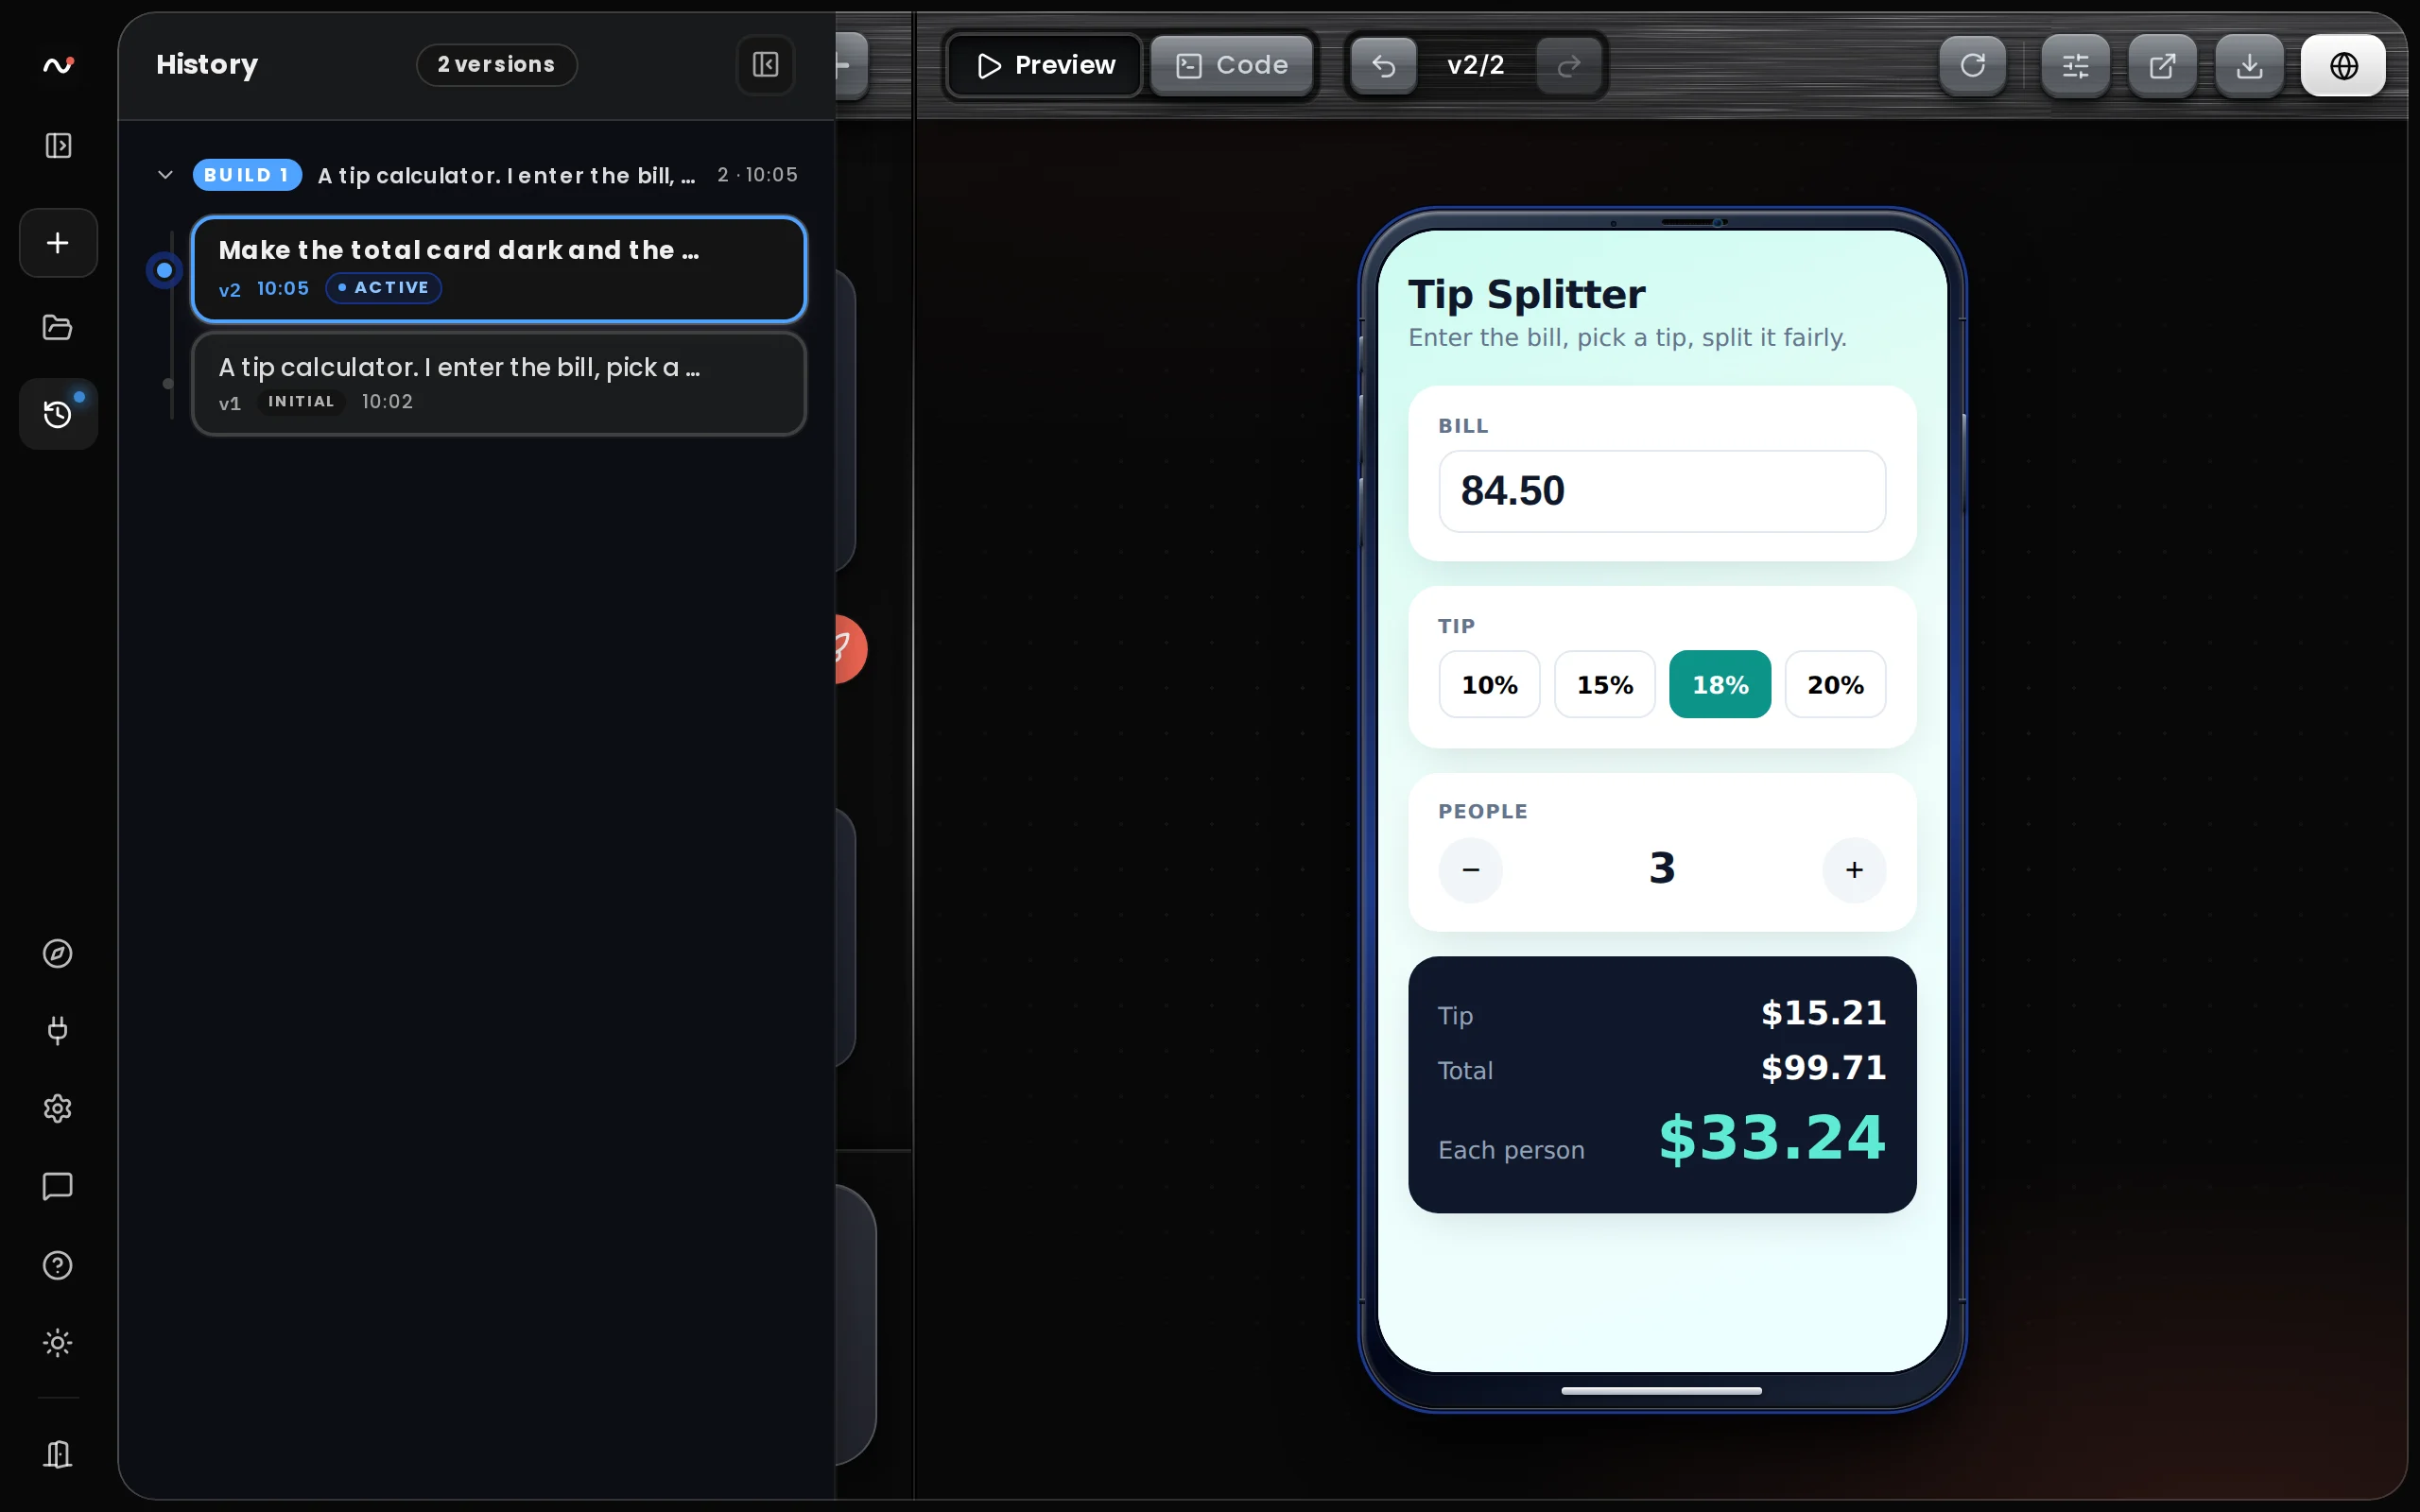 History
2 versions
Preview
Code
v2/2
BUILD 1
A tip calculator. I enter the bill, ...
2 · 10:05
Make the total card dark and the ...
v2
10:05
ACTIVE
A tip calculator. I enter the bill, pick a ...
v1
INITIAL
10:02
Tip Splitter
Enter the bill, pick a tip, split it fairly.
BILL
84.50
TIP
10%
15%
18%
20%
PEOPLE
−
3
+
Tip
$15.21
Total
$99.71
Each person
$33.24